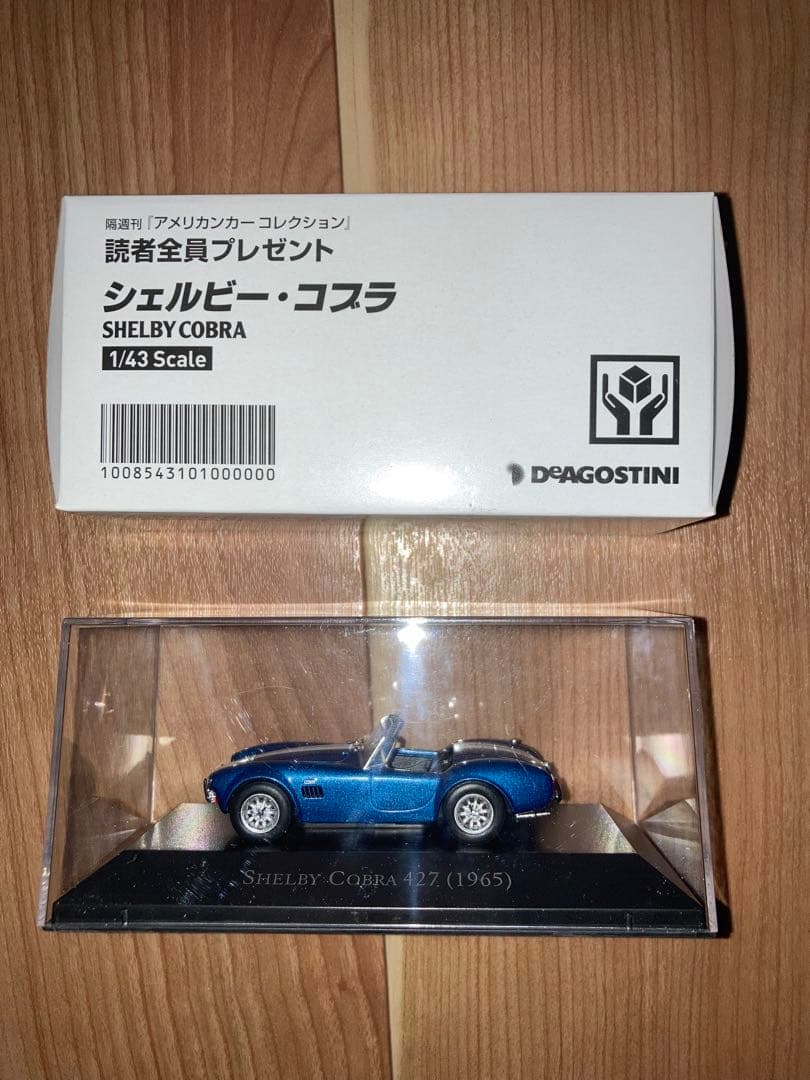 隔週刊『アメリカンカー コレクション』
読者全員プレゼント
シェルビー・コブラ
SHELBY COBRA
1/43 Scale
1008543101000000
DeAGOSTINI
SHELBY COBRA 427 (1965)